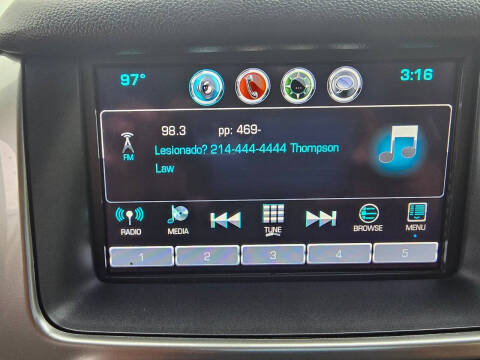 97° 3:16
98.3 pp: 469-
FM
Lesionado? 214-444-4444 Thompson
Law
RADIO MEDIA TUNE BROWSE MENU
1 2 3 4 5